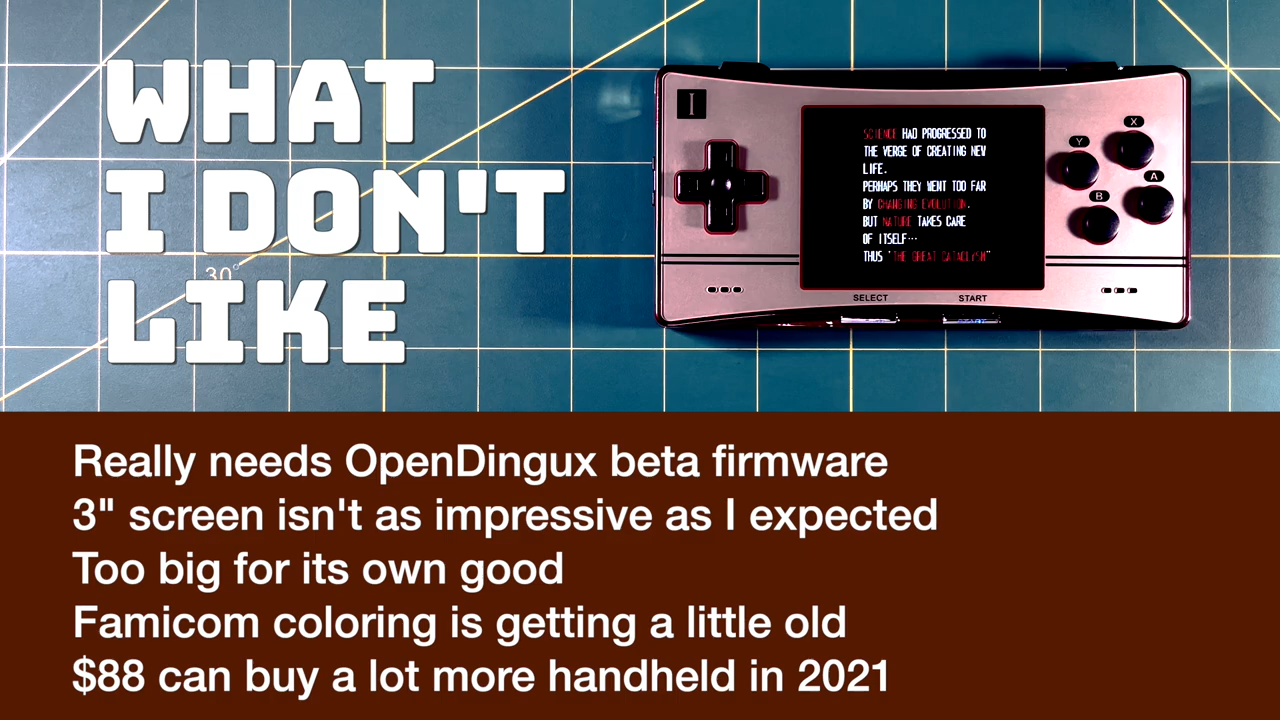 WHAT
I DON'T
LIKE
30°
I
SCIENCE HAD PROGRESSED TO
THE VERGE OF CREATING NEW
LIFE.
PERHAPS THEY WENT TOO FAR
BY CHANGING EVOLUTION.
BUT NATURE TAKES CARE
OF ITSELF…
THUS "THE GREAT CATACLYSM"
X
Y
A
B
SELECT
START
START
Really needs OpenDingux beta firmware
3" screen isn't as impressive as I expected
Too big for its own good
Famicom coloring is getting a little old
$88 can buy a lot more handheld in 2021